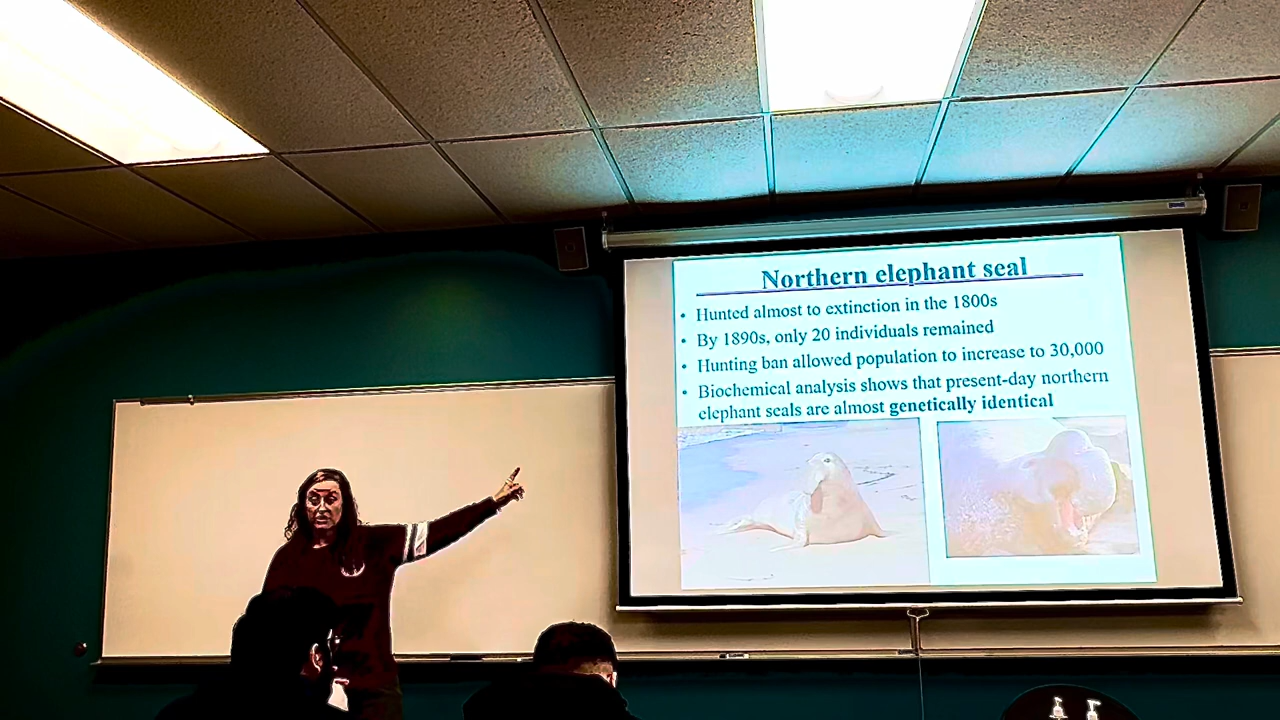 Northern elephant seal
• Hunted almost to extinction in the 1800s
• By 1890s, only 20 individuals remained
• Hunting ban allowed population to increase to 30,000
• Biochemical analysis shows that present-day northern
elephant seals are almost genetically identical